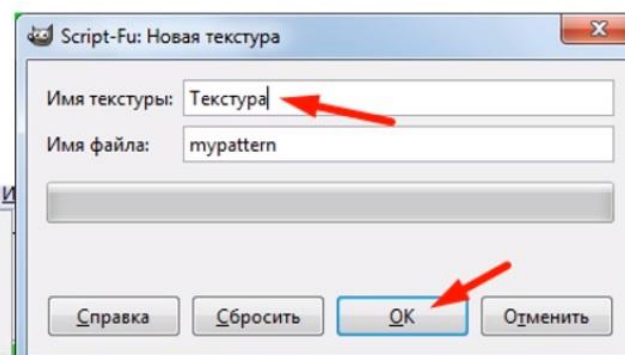 Script-Fu: Новая текстура
Имя текстуры: Текстура
Имя файла: mypattern
И
Справка Сбросить OK Отменить